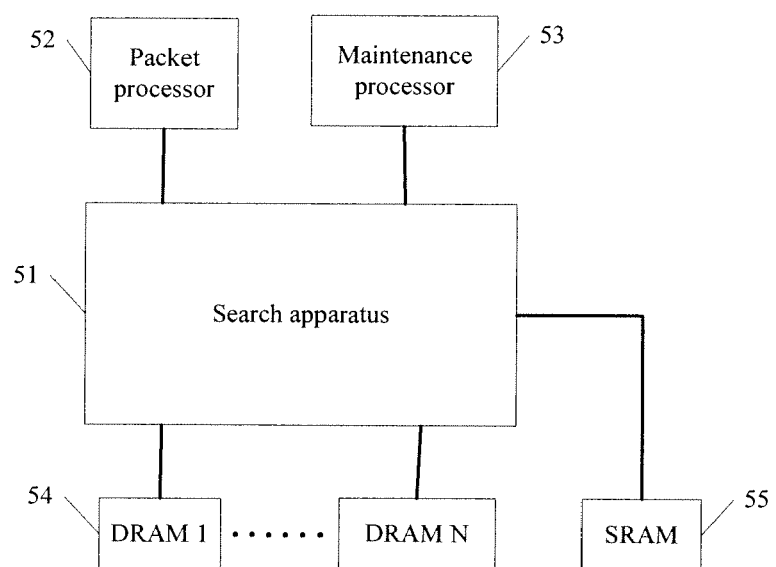 52
Packet
processor
Maintenance
processor
53
51
Search apparatus
54
DRAM 1
......
DRAM N
SRAM
55